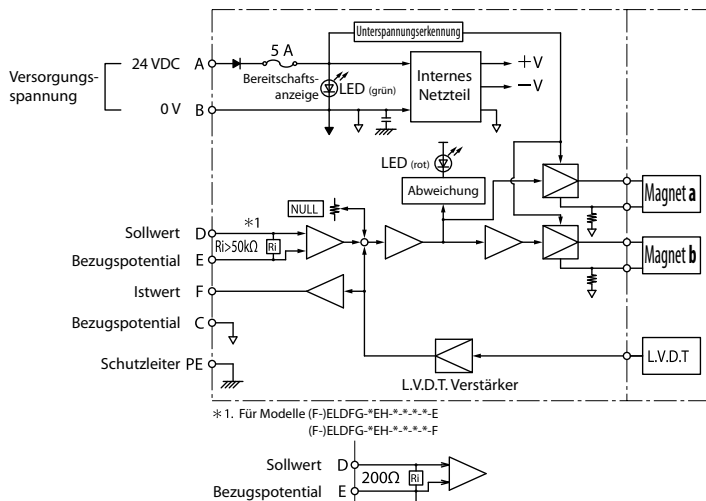 Unterspannungserkennung
Versorgungs-
spannung
24 VDC A
5 A
Bereitschafts-
anzeige
LED (grün)
Internes
Netzteil
+V
−V
0 V B
LED (rot)
Abweichung
Magnet a
Magnet b
NULL
Sollwert D
*1
Ri>50kΩ
Ri
Bezugspotential E
Istwert F
Bezugspotential C
Schutzleiter PE
L.V.D.T
L.V.D.T. Verstärker
*1. Für Modelle (F-)ELDFG-*EH-*-*-*-*-E
(F-)ELDFG-*EH-*-*-*-*-F
Sollwert D
200Ω
Ri
Bezugspotential E